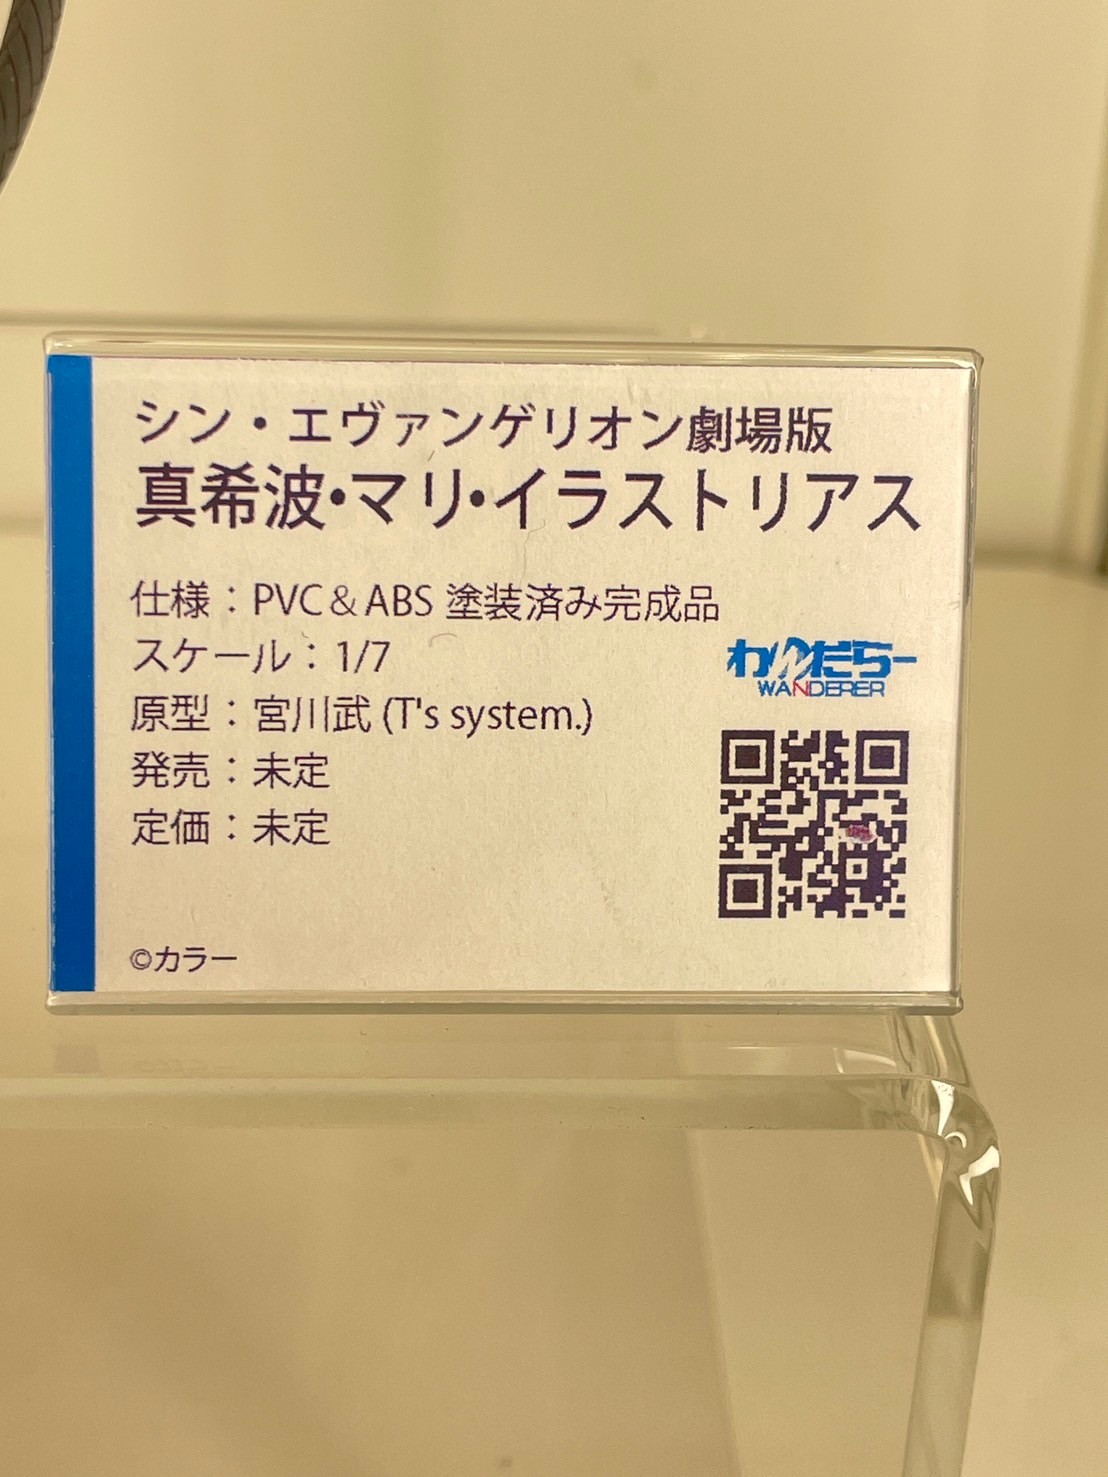 シン・エヴァンゲリオン劇場版
真希波・マリ・イラストリアス
仕様：PVC＆ABS 塗装済み完成品
スケール：1/7
原型：宮川武 (T's system.)
発売：未定
定価：未定
わんだらー
WANDERER
©カラー